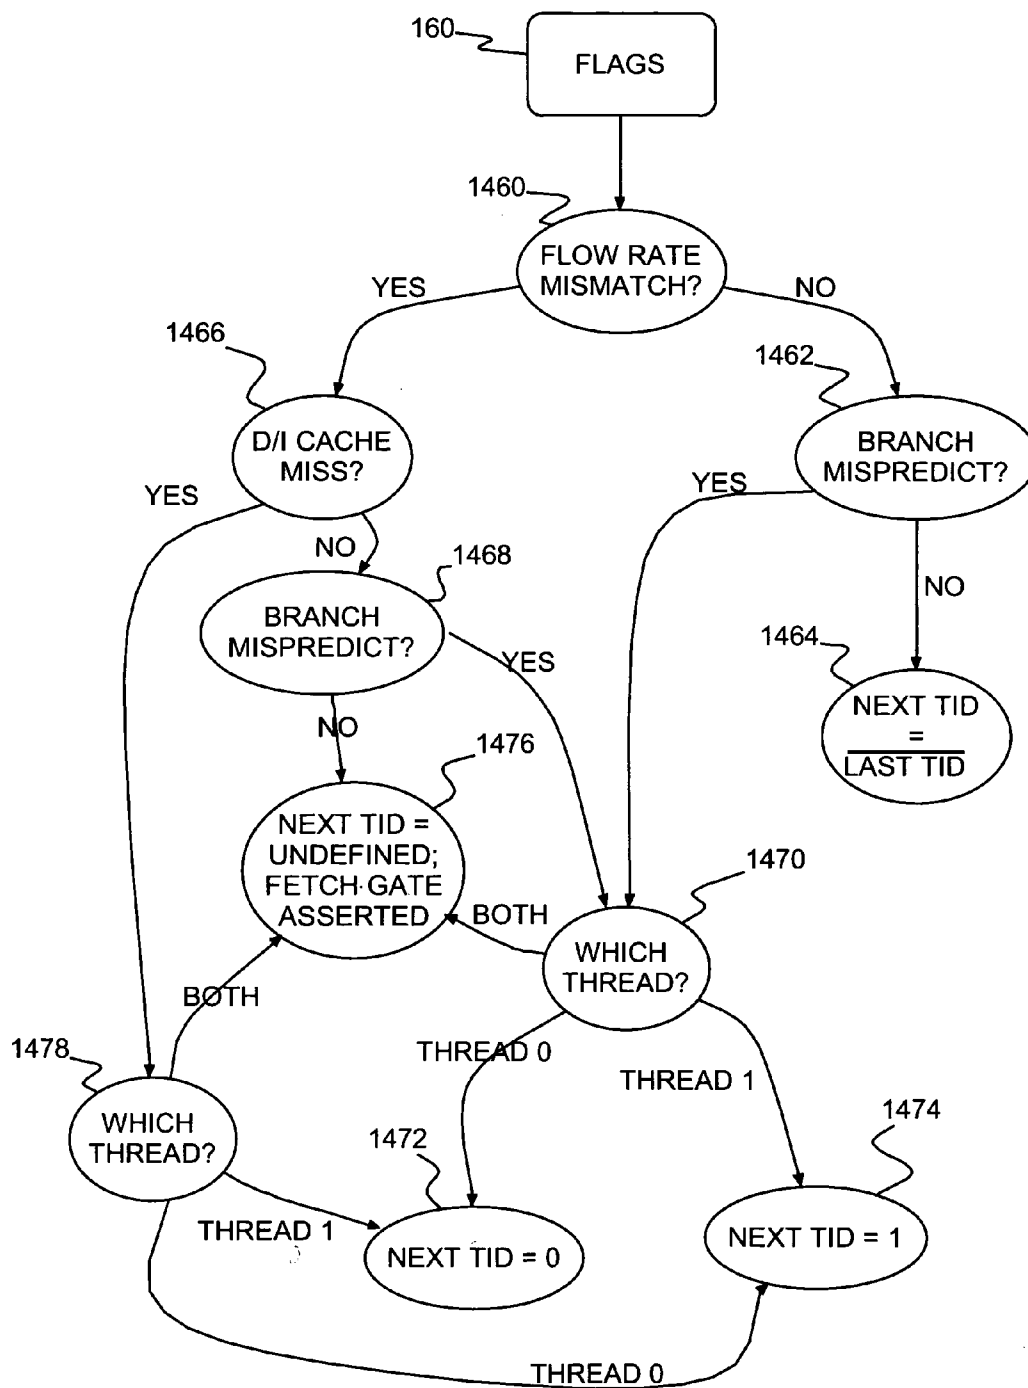 160
FLAGS
1460
FLOW RATE
MISMATCH?
YES
NO
1466
1462
D/I CACHE
MISS?
BRANCH
MISPREDICT?
YES
YES
NO
1468
NO
BRANCH
MISPREDICT?
1464
YES
NEXT TID
=
LAST TID
NO
1476
NEXT TID =
UNDEFINED;
FETCH GATE
ASSERTED
1470
BOTH
WHICH
THREAD?
BOTH
1478
THREAD 0
THREAD 1
WHICH
THREAD?
1472
1474
THREAD 1
NEXT TID = 0
NEXT TID = 1
THREAD 0